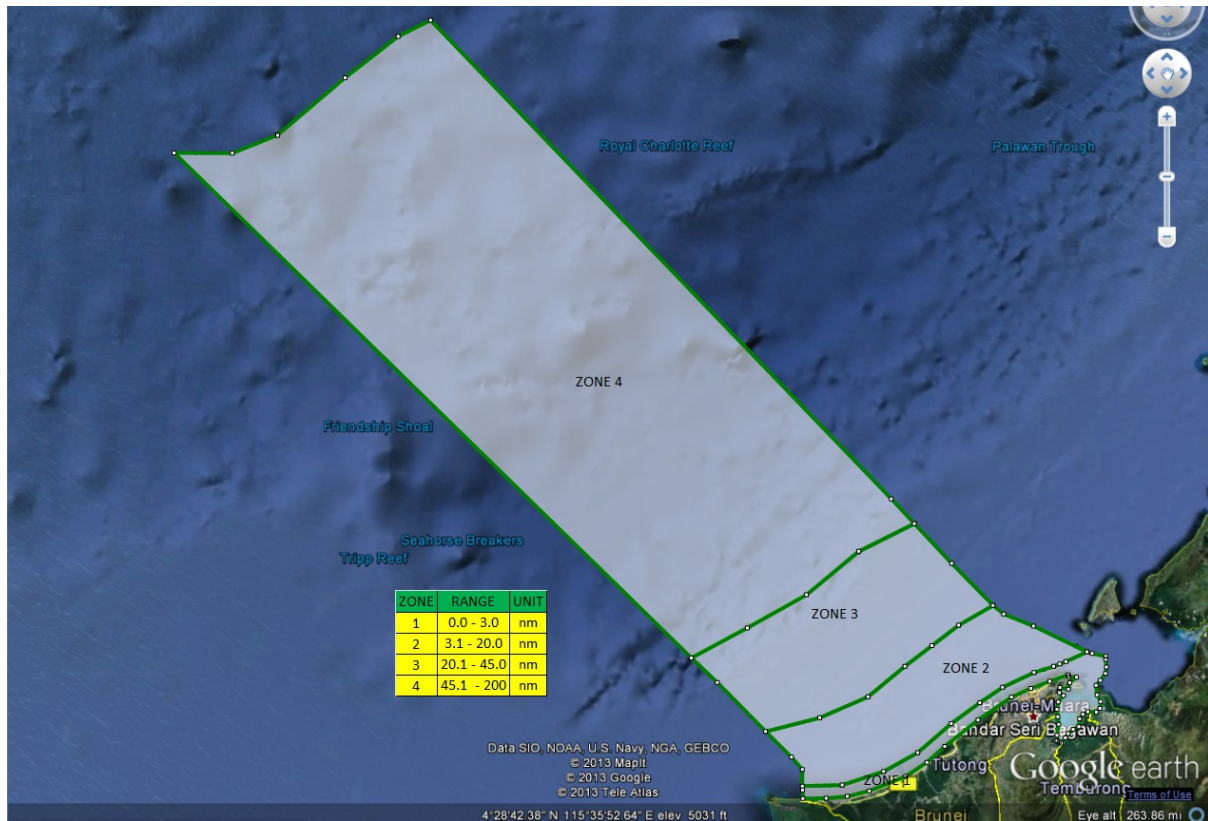 Royal Charlotte Reef
Palawan Trough
ZONE 4
Friendship Shoal
Seahorse Breakers
Tripp Reef
ZONE RANGE UNIT
1 0.0 - 3.0 nm
2 3.1 - 20.0 nm
3 20.1 - 45.0 nm
4 45.1 - 200 nm
ZONE 3
ZONE 2
Brunei-Muara
Bandar Seri Begawan
Tutong
ZONE 1
Temburong
Brunei
Data SIO, NOAA, U.S. Navy, NGA, GEBCO
© 2013 MapIt
© 2013 Google
© 2013 Tele Atlas
Google earth
Terms of Use
4°28'42.38" N 115°35'52.64" E elev 5031 ft
Eye alt 263.86 mi